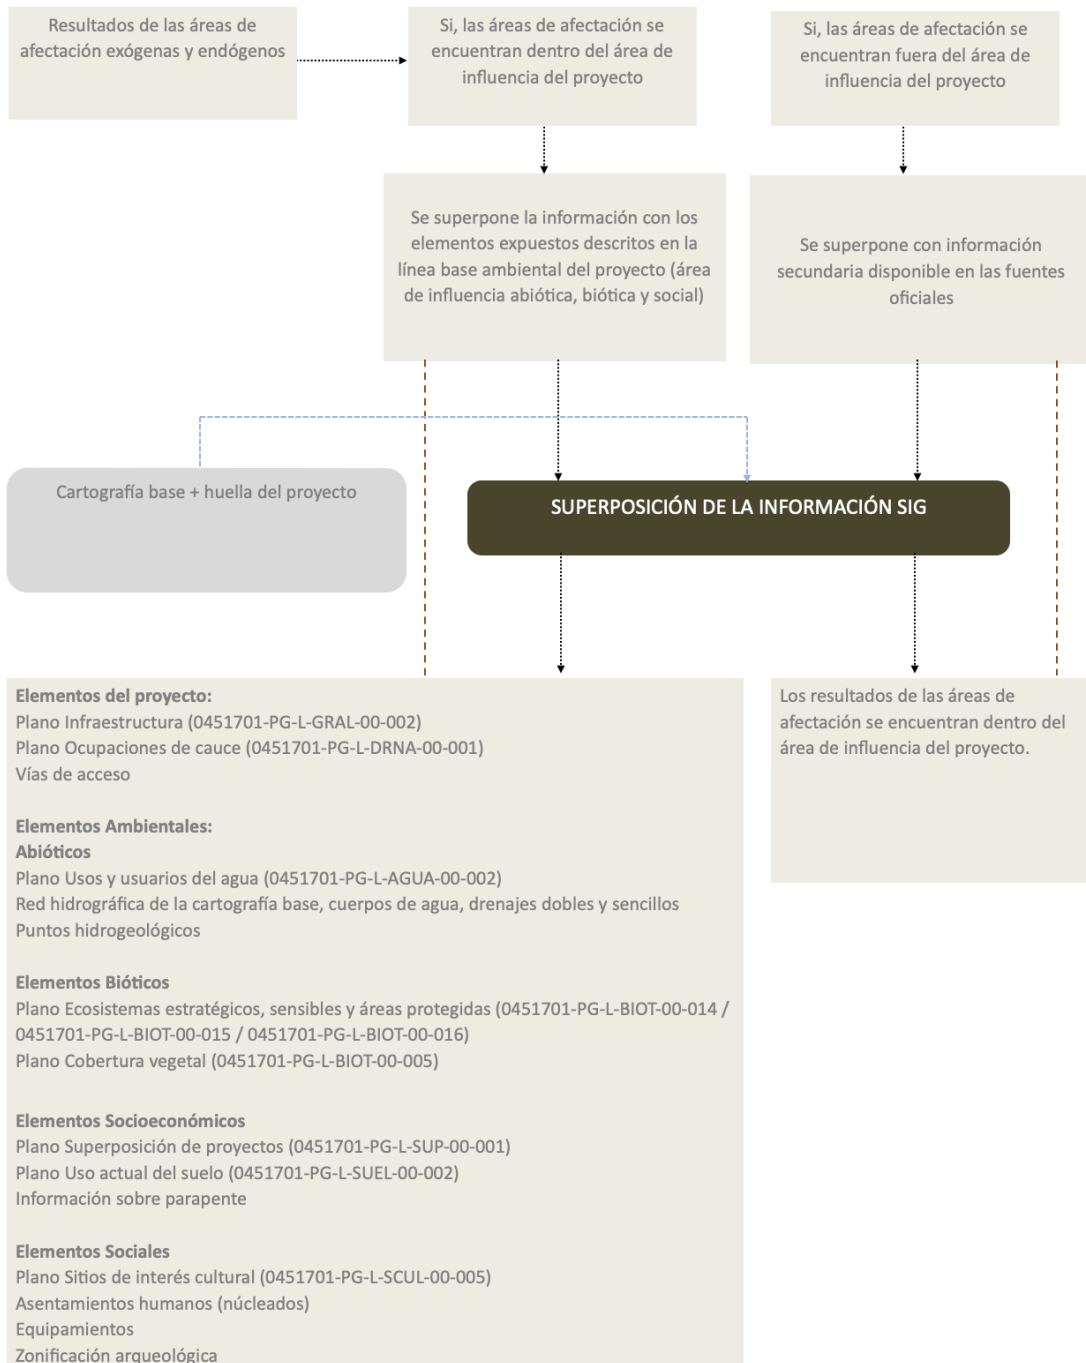 Resultados de las áreas de
afectación exógenas y endógenos
Si, las áreas de afectación se
encuentran dentro del área de
influencia del proyecto
Si, las áreas de afectación se
encuentran fuera del área de
influencia del proyecto
Se superpone la información con los
elementos expuestos descritos en la
línea base ambiental del proyecto (área
de influencia abiótica, biótica y social)
Se superpone con información
secundaria disponible en las fuentes
oficiales
Cartografía base + huella del proyecto
SUPERPOSICIÓN DE LA INFORMACIÓN SIG
Elementos del proyecto:
Plano Infraestructura (0451701-PG-L-GRAL-00-002)
Plano Ocupaciones de cauce (0451701-PG-L-DRNA-00-001)
Vías de acceso
Elementos Ambientales:
Abióticos
Plano Usos y usuarios del agua (0451701-PG-L-AGUA-00-002)
Red hidrográfica de la cartografía base, cuerpos de agua, drenajes dobles y sencillos
Puntos hidrogeológicos
Elementos Bióticos
Plano Ecosistemas estratégicos, sensibles y áreas protegidas (0451701-PG-L-BIOT-00-014 /
0451701-PG-L-BIOT-00-015 / 0451701-PG-L-BIOT-00-016)
Plano Cobertura vegetal (0451701-PG-L-BIOT-00-005)
Elementos Socioeconómicos
Plano Superposición de proyectos (0451701-PG-L-SUP-00-001)
Plano Uso actual del suelo (0451701-PG-L-SUEL-00-002)
Información sobre parapente
Elementos Sociales
Plano Sitios de interés cultural (0451701-PG-L-SCUL-00-005)
Asentamientos humanos (núcleados)
Equipamientos
Zonificación arqueológica
Los resultados de las áreas de
afectación se encuentran dentro del
área de influencia del proyecto.